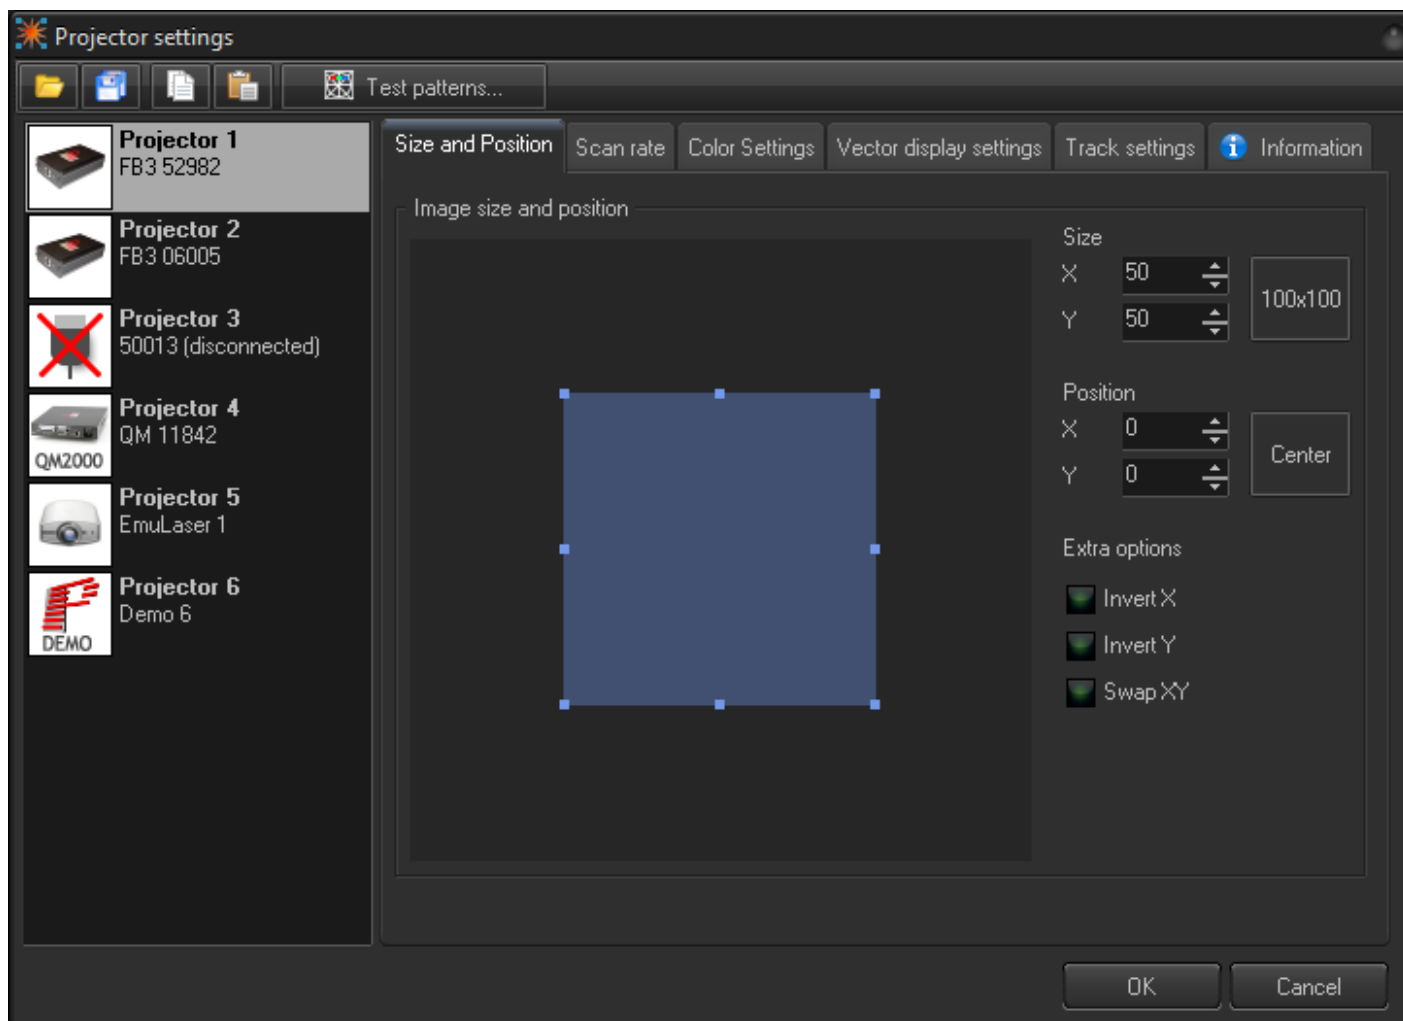 Projector settings
Test patterns...
Projector 1
FB3 52982
Projector 2
FB3 06005
Projector 3
50013 (disconnected)
Projector 4
QM 11842
QM2000
Projector 5
EmuLaser 1
Projector 6
Demo 6
DEMO
Size and Position
Scan rate
Color Settings
Vector display settings
Track settings
Information
Image size and position
Size
X 50
Y 50
100x100
Position
X 0
Y 0
Center
Extra options
Invert X
Invert Y
Swap XY
OK
Cancel